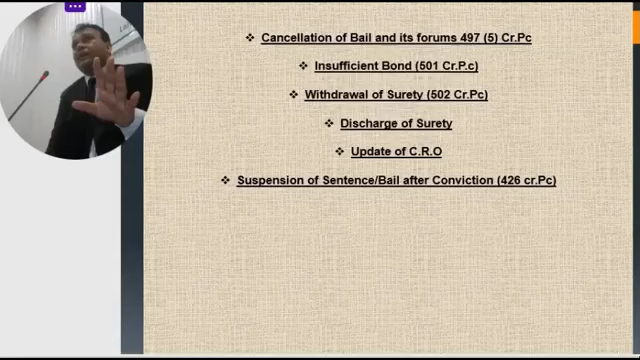 ❖ Cancellation of Bail and its forums 497 (5) Cr.Pc
❖ Insufficient Bond (501 Cr.P.c)
❖ Withdrawal of Surety (502 Cr.Pc)
❖ Discharge of Surety
❖ Update of C.R.O
❖ Suspension of Sentence/Bail after Conviction (426 cr.Pc)